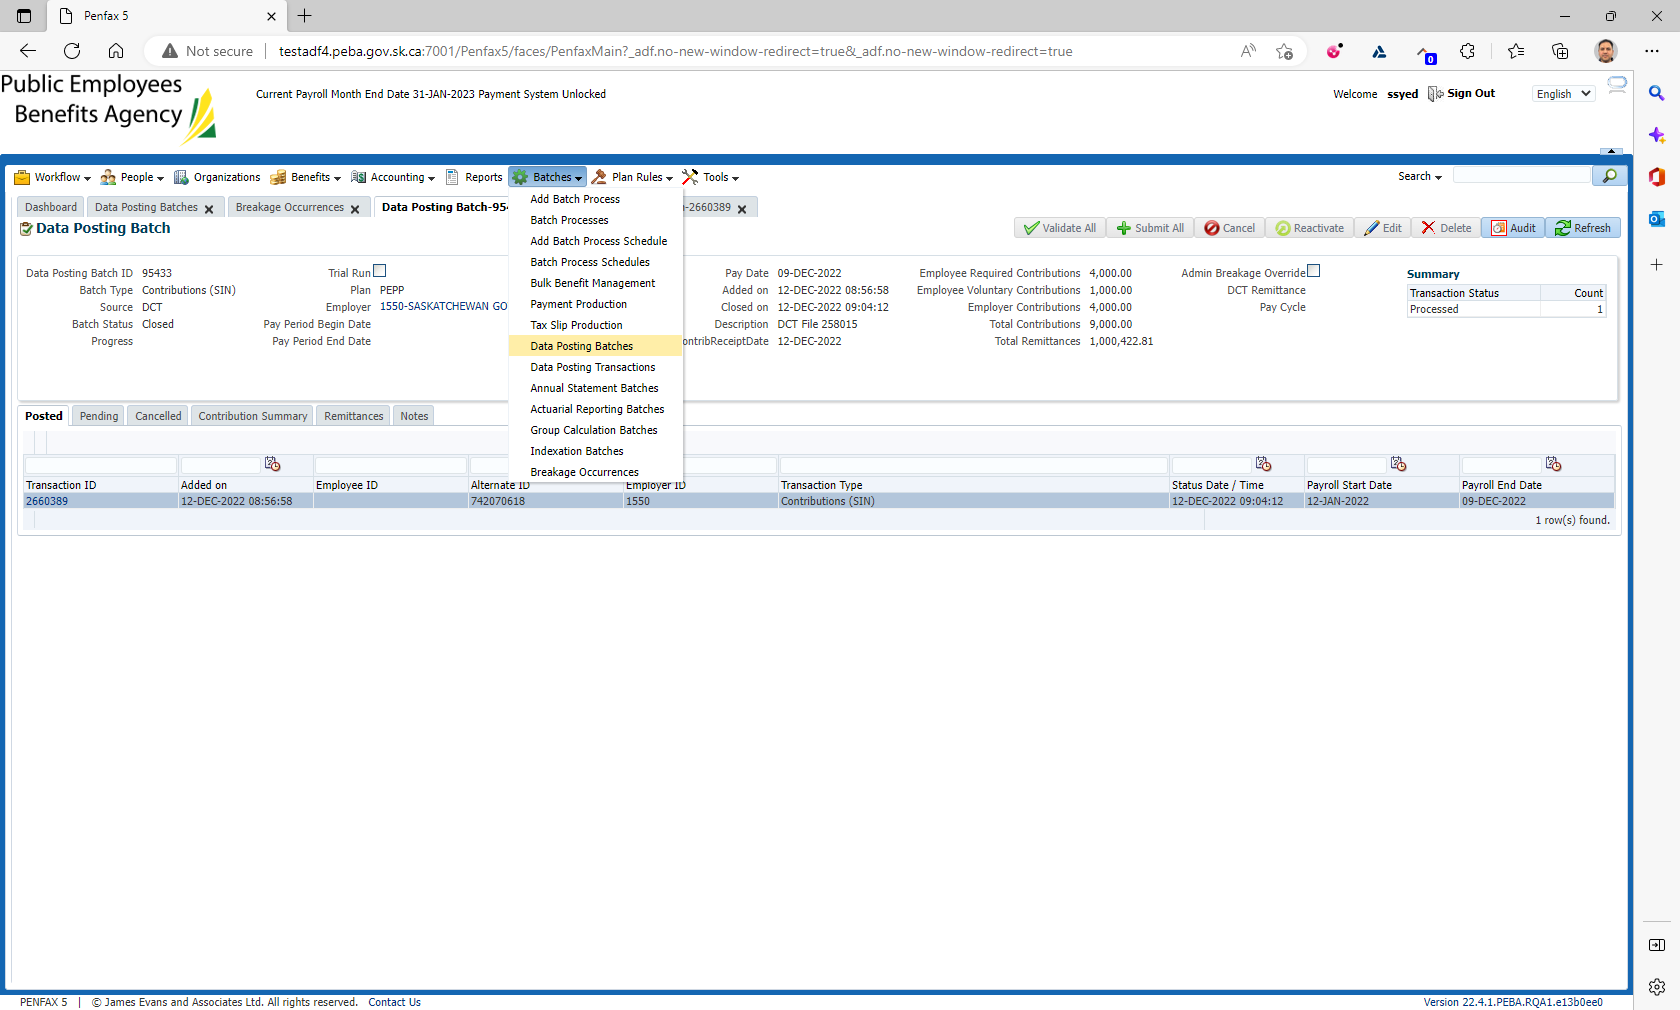 Penfax 5
Not secure testadf4.peba.gov.sk.ca:7001/Penfax5/faces/PenfaxMain?_adf.no-new-window-redirect=true&_adf.no-new-window-redirect=true
0
Public Employees
Benefits Agency
Current Payroll Month End Date 31-JAN-2023 Payment System Unlocked
Welcome ssyed Sign Out English
Workflow People Organizations Benefits Accounting Reports Batches Plan Rules Tools Search
Dashboard Data Posting Batches Breakage Occurrences Data Posting Batch-954 -2660389
Data Posting Batch
Validate All Submit All Cancel Reactivate Edit Delete Audit Refresh
Add Batch Process
Batch Processes
Add Batch Process Schedule
Batch Process Schedules
Bulk Benefit Management
Payment Production
Tax Slip Production
Data Posting Batches
Data Posting Transactions
Annual Statement Batches
Actuarial Reporting Batches
Group Calculation Batches
Indexation Batches
Breakage Occurrences
Data Posting Batch ID 95433 Trial Run Pay Date 09-DEC-2022 Employee Required Contributions 4,000.00 Admin Breakage Override Summary
Batch Type Contributions (SIN) Plan PEPP Added on 12-DEC-2022 08:56:58 Employee Voluntary Contributions 1,000.00 DCT Remittance Transaction Status Count
Source DCT Employer 1550-SASKATCHEWAN GO Closed on 12-DEC-2022 09:04:12 Employer Contributions 4,000.00 Pay Cycle Processed 1
Batch Status Closed Pay Period Begin Date Description DCT File 258015 Total Contributions 9,000.00
Progress Pay Period End Date ontribReceiptDate 12-DEC-2022 Total Remittances 1,000,422.81
Posted Pending Cancelled Contribution Summary Remittances Notes
Transaction ID Added on Employee ID Alternate ID Employer ID Transaction Type Status Date / Time Payroll Start Date Payroll End Date
2660389 12-DEC-2022 08:56:58 742070618 1550 Contributions (SIN) 12-DEC-2022 09:04:12 12-JAN-2022 09-DEC-2022
1 row(s) found.
PENFAX 5 | © James Evans and Associates Ltd. All rights reserved. Contact Us Version 22.4.1.PEBA.RQA1.e13b0ee0